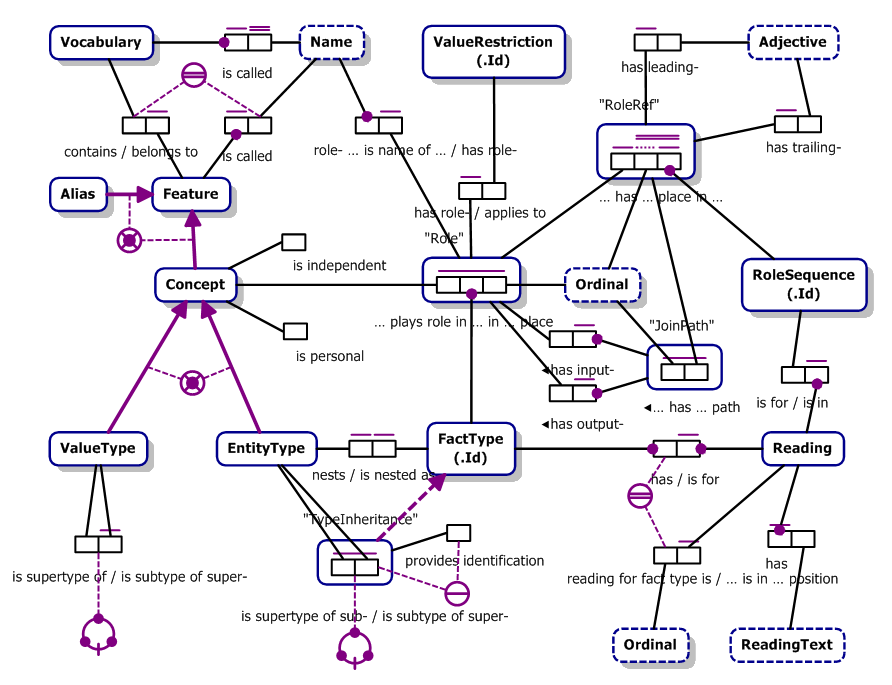 Vocabulary
Name
ValueRestriction
(.Id)
Adjective
is called
has leading-
"RoleRef"
contains / belongs to
is called
role- ... is name of ... / has role-
has trailing-
Alias
Feature
... has ... place in ...
has role- / applies to
"Role"
is independent
Concept
Ordinal
RoleSequence
(.Id)
... plays role in ... in ... place
"JoinPath"
is personal
◄has input-
◄... has ... path
is for / is in
◄has output-
ValueType
EntityType
FactType
(.Id)
Reading
nests / is nested as
has / is for
"TypeInheritance"
provides identification
has
is supertype of / is subtype of super-
reading for fact type is / ... is in ... position
is supertype of sub- / is subtype of super-
Ordinal
ReadingText